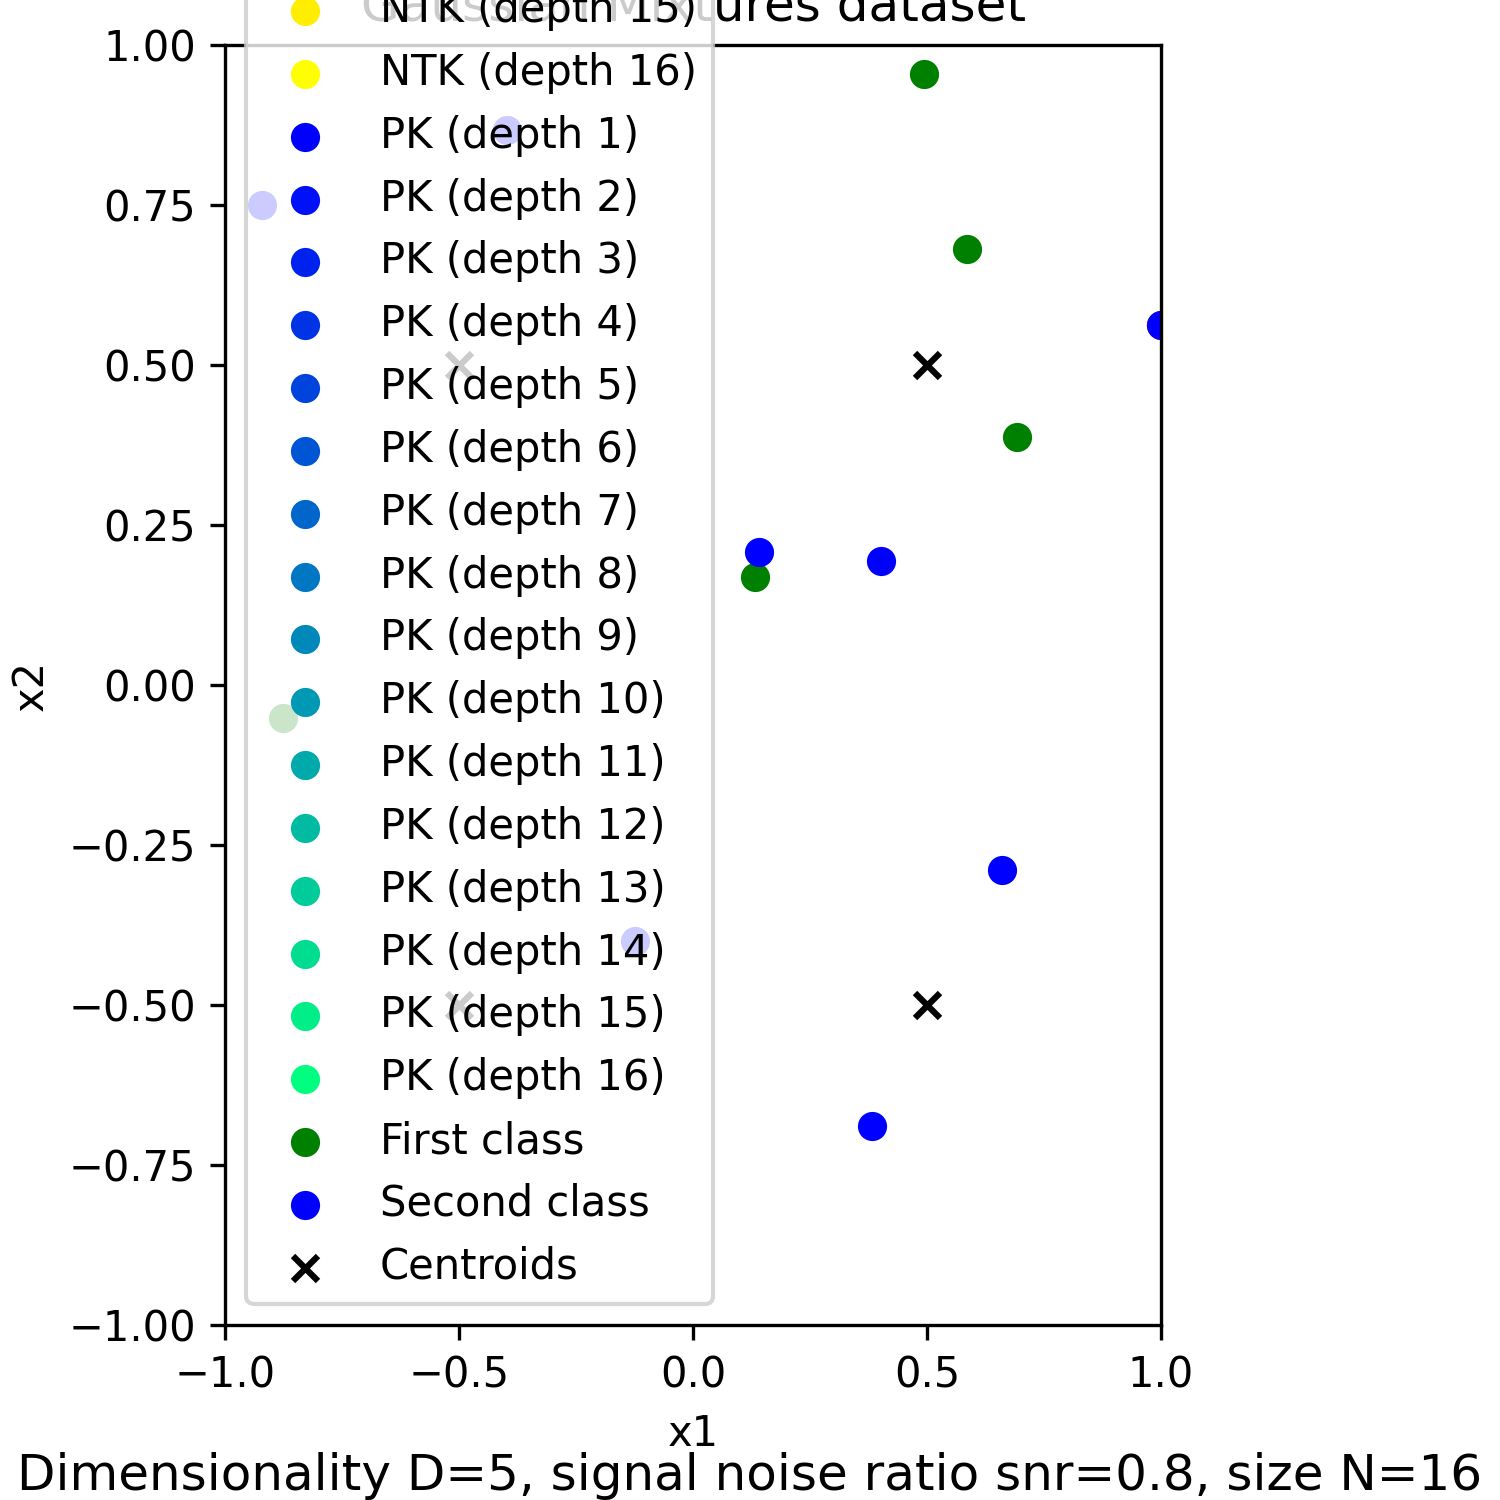 Gaussian Mixtures dataset
NTK (depth 15)
NTK (depth 16)
PK (depth 1)
PK (depth 2)
PK (depth 3)
PK (depth 4)
PK (depth 5)
PK (depth 6)
PK (depth 7)
PK (depth 8)
PK (depth 9)
PK (depth 10)
PK (depth 11)
PK (depth 12)
PK (depth 13)
PK (depth 14)
PK (depth 15)
PK (depth 16)
First class
Second class
Centroids
1.00
0.75
0.50
0.25
0.00
−0.25
−0.50
−0.75
−1.00
x2
−1.0 −0.5 0.0 0.5 1.0
x1
Dimensionality D=5, signal noise ratio snr=0.8, size N=16